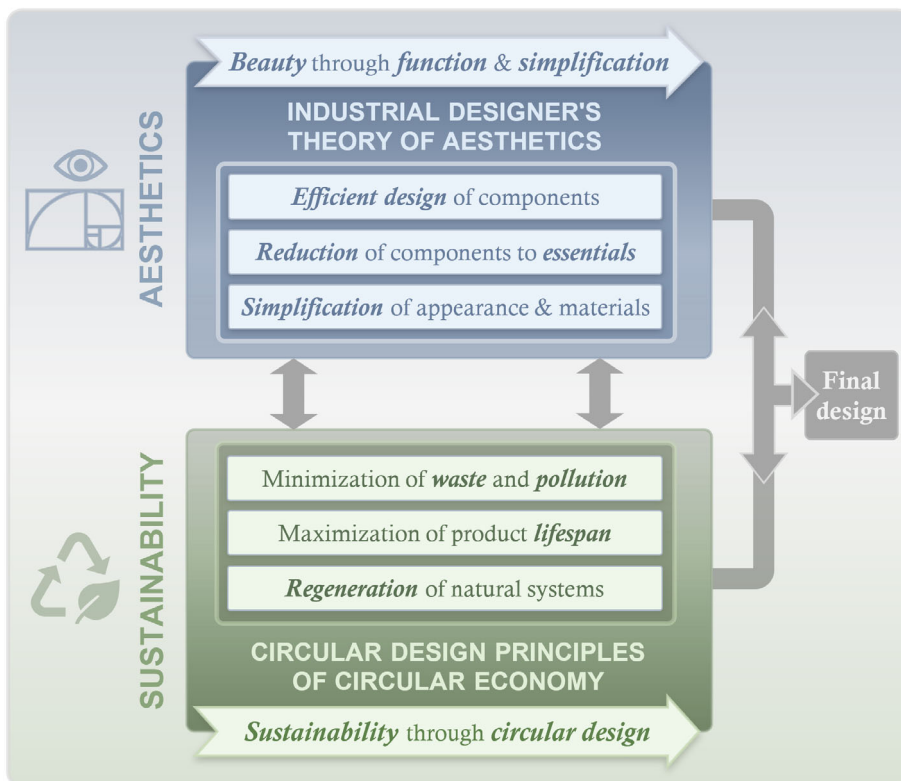 Beauty through function & simplification
INDUSTRIAL DESIGNER'S
THEORY OF AESTHETICS
AESTHETICS
Efficient design of components
Reduction of components to essentials
Simplification of appearance & materials
Final
design
SUSTAINABILITY
Minimization of waste and pollution
Maximization of product lifespan
Regeneration of natural systems
CIRCULAR DESIGN PRINCIPLES
OF CIRCULAR ECONOMY
Sustainability through circular design